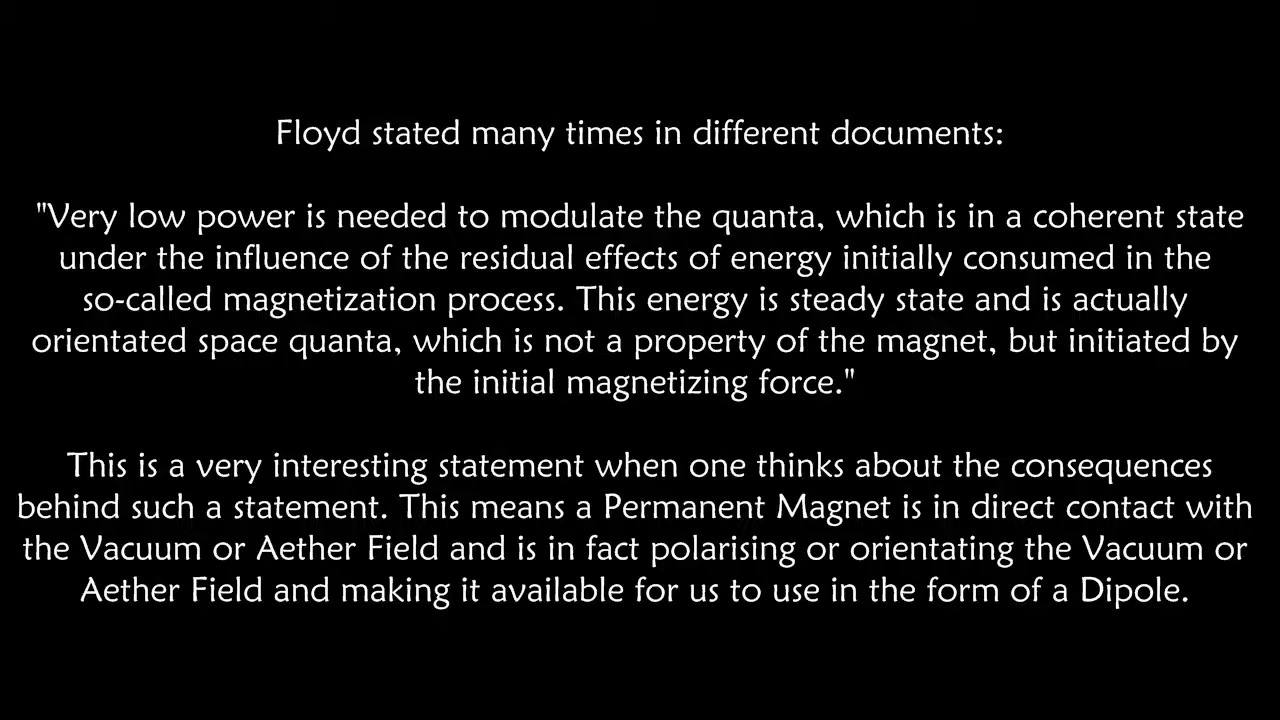 Floyd stated many times in different documents:
"Very low power is needed to modulate the quanta, which is in a coherent state
under the influence of the residual effects of energy initially consumed in the
so-called magnetization process. This energy is steady state and is actually
orientated space quanta, which is not a property of the magnet, but initiated by
the initial magnetizing force."
This is a very interesting statement when one thinks about the consequences
behind such a statement. This means a Permanent Magnet is in direct contact with
the Vacuum or Aether Field and is in fact polarising or orientating the Vacuum or
Aether Field and making it available for us to use in the form of a Dipole.